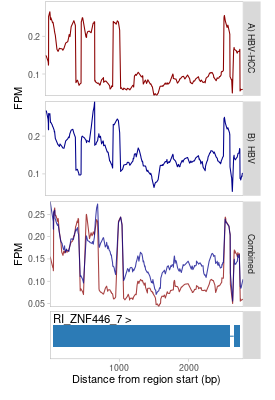 0.2
0.1
FPM
A) HBV-HCC
0.2
0.1
FPM
B) HBV
0.25
0.20
0.15
0.10
0.05
FPM
Combined
RI_ZNF446_7 >
1000
2000
Distance from region start (bp)